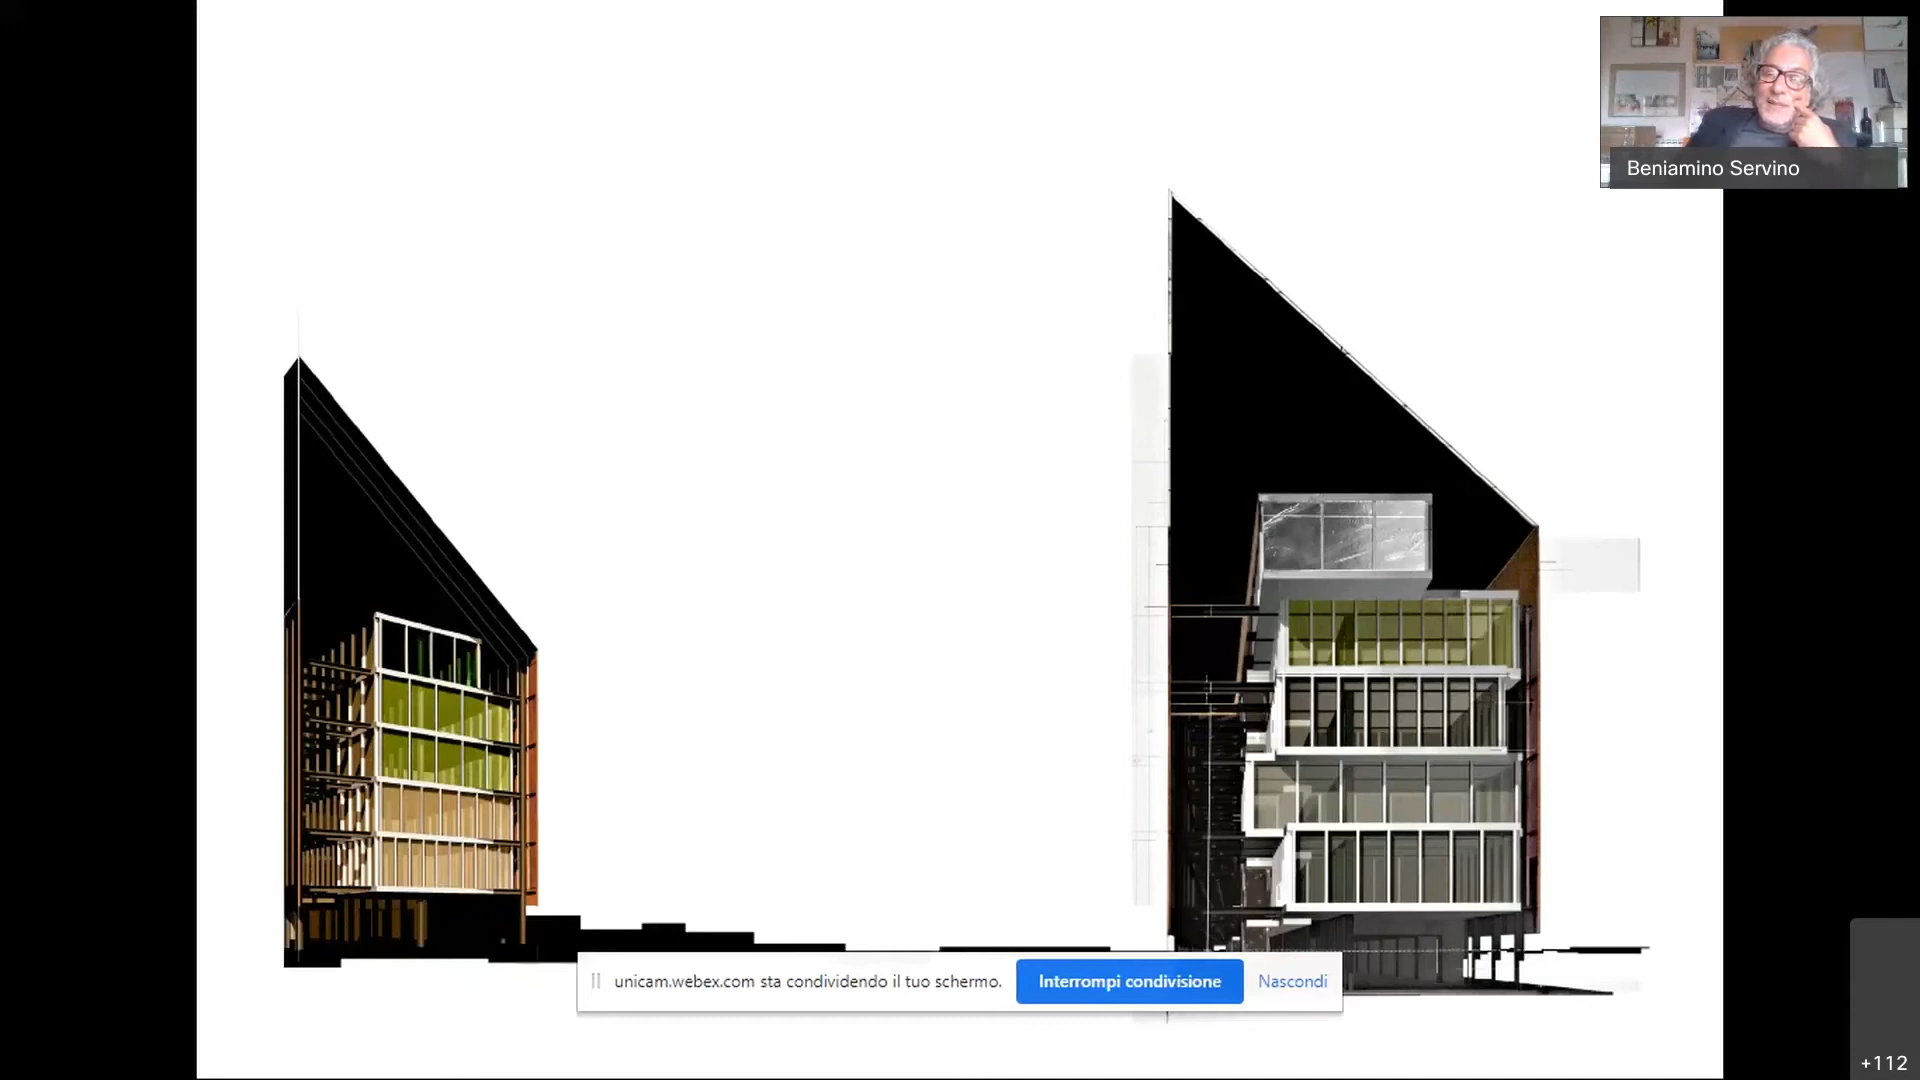 Beniamino Servino
unicam.webex.com sta condividendo il tuo schermo.
Interrompi condivisione
Nascondi
+112